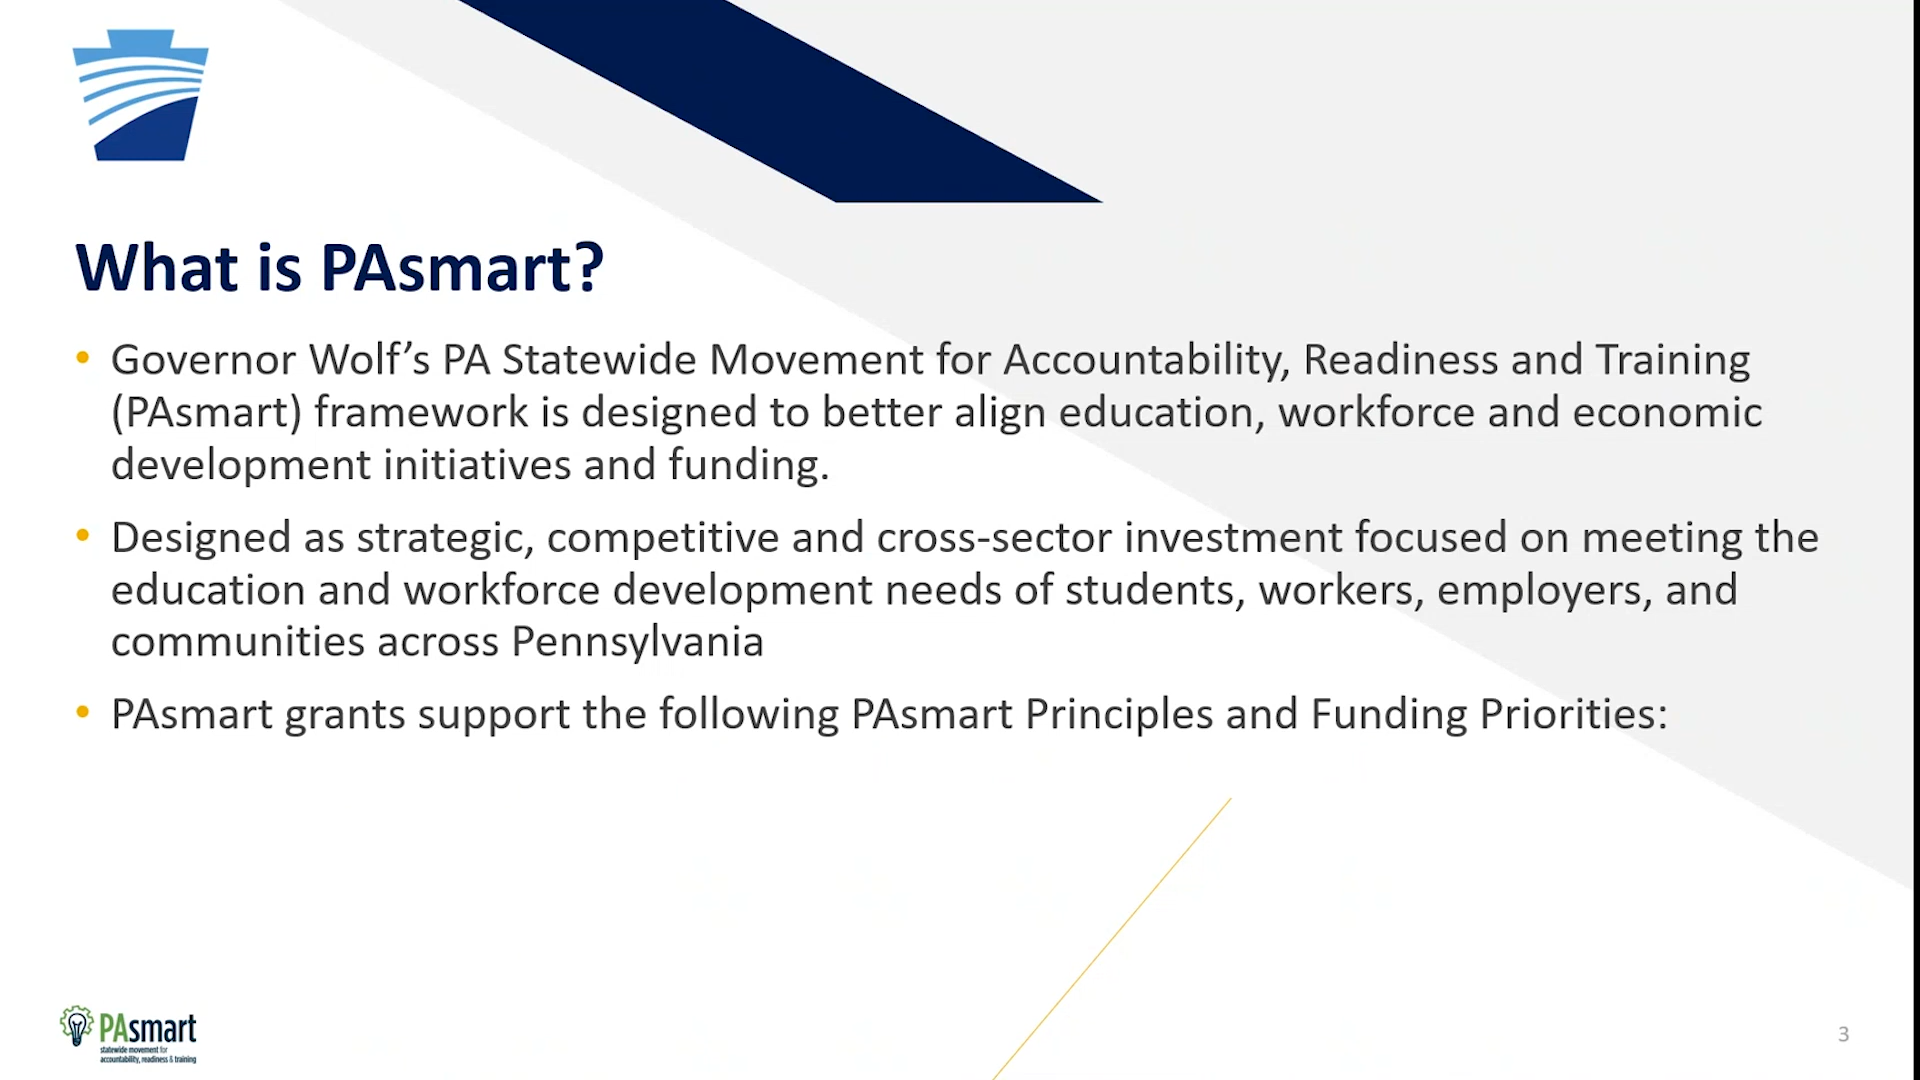 What is PAsmart?
• Governor Wolf’s PA Statewide Movement for Accountability, Readiness and Training
(PAsmart) framework is designed to better align education, workforce and economic
development initiatives and funding.
• Designed as strategic, competitive and cross-sector investment focused on meeting the
education and workforce development needs of students, workers, employers, and
communities across Pennsylvania
• PAsmart grants support the following PAsmart Principles and Funding Priorities:
PAsmart
statewide movement for
accountability, readiness & training
3